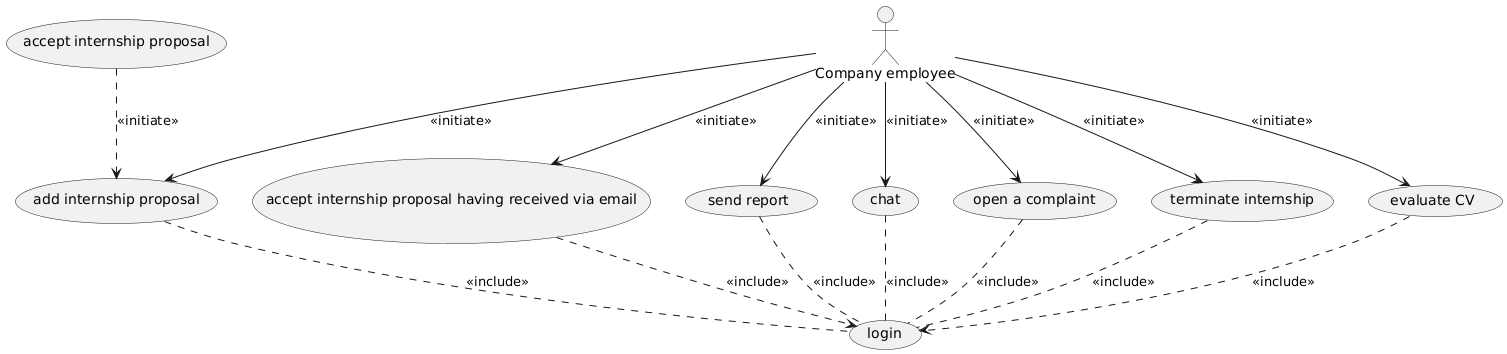 accept internship proposal
Company employee
«initiate»
«initiate»
«initiate»
«initiate»
«initiate»
«initiate»
«initiate»
«initiate»
add internship proposal
accept internship proposal having received via email
send report
chat
open a complaint
terminate internship
evaluate CV
«include»
«include»
«include»
«include»
«include»
«include»
«include»
login